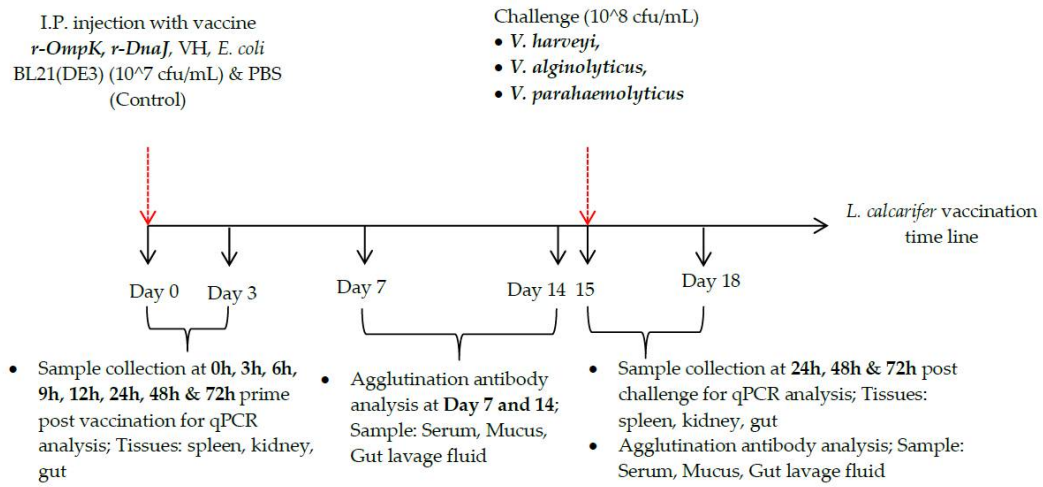 I.P. injection with vaccine
r-OmpK, r-DnaJ, VH, E. coli
BL21(DE3) (10^7 cfu/mL) & PBS
(Control)
Challenge (10^8 cfu/mL)
• V. harveyi,
• V. alginolyticus,
• V. parahaemolyticus
L. calcarifer vaccination
time line
Day 0
Day 3
Day 7
Day 14
15
Day 18
• Sample collection at 0h, 3h, 6h,
9h, 12h, 24h, 48h & 72h prime
post vaccination for qPCR
analysis; Tissues: spleen, kidney,
gut
• Agglutination antibody
analysis at Day 7 and 14;
Sample: Serum, Mucus,
Gut lavage fluid
• Sample collection at 24h, 48h & 72h post
challenge for qPCR analysis; Tissues:
spleen, kidney, gut
• Agglutination antibody analysis; Sample:
Serum, Mucus, Gut lavage fluid